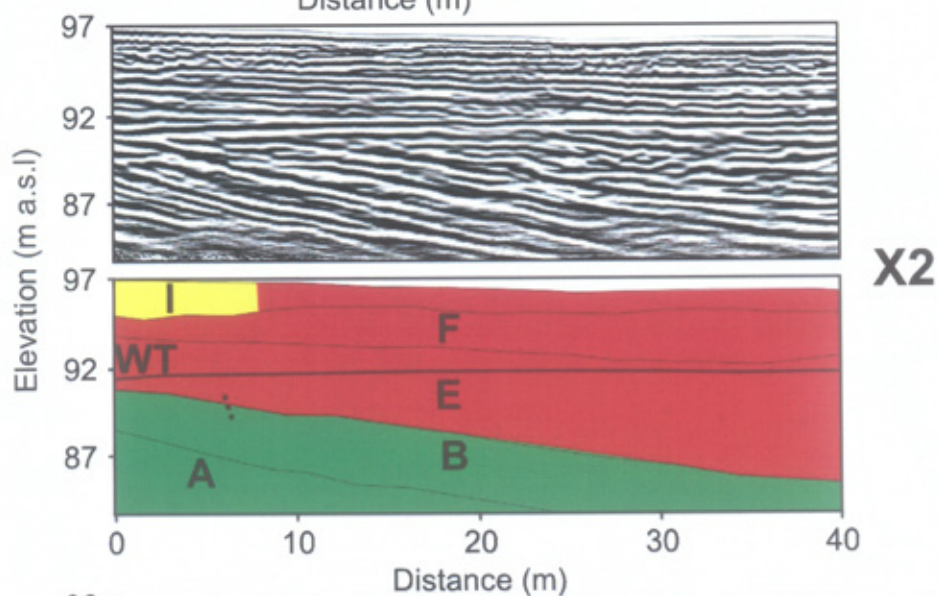 Distance (m)
97
92
87
Elevation (m a.s.l)
X2
97
I
F
WT
92
E
B
87
A
0 10 20 30 40
Distance (m)